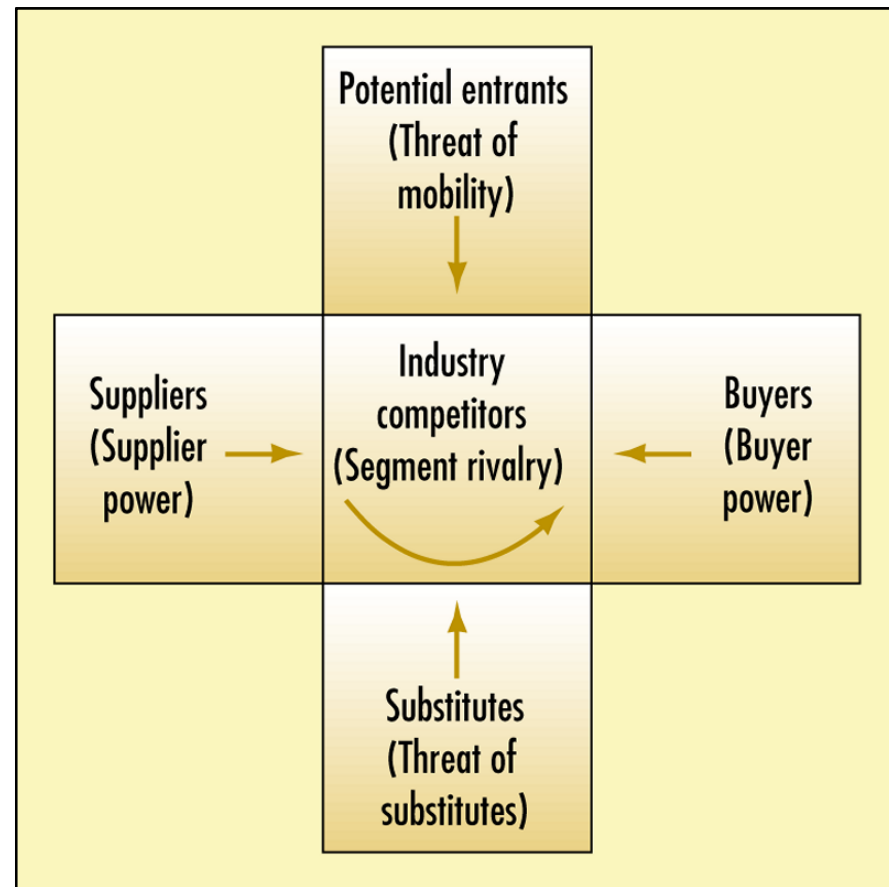 Potential entrants
(Threat of
mobility)
Suppliers
(Supplier
power)
Industry
competitors
(Segment rivalry)
Buyers
(Buyer
power)
Substitutes
(Threat of
substitutes)